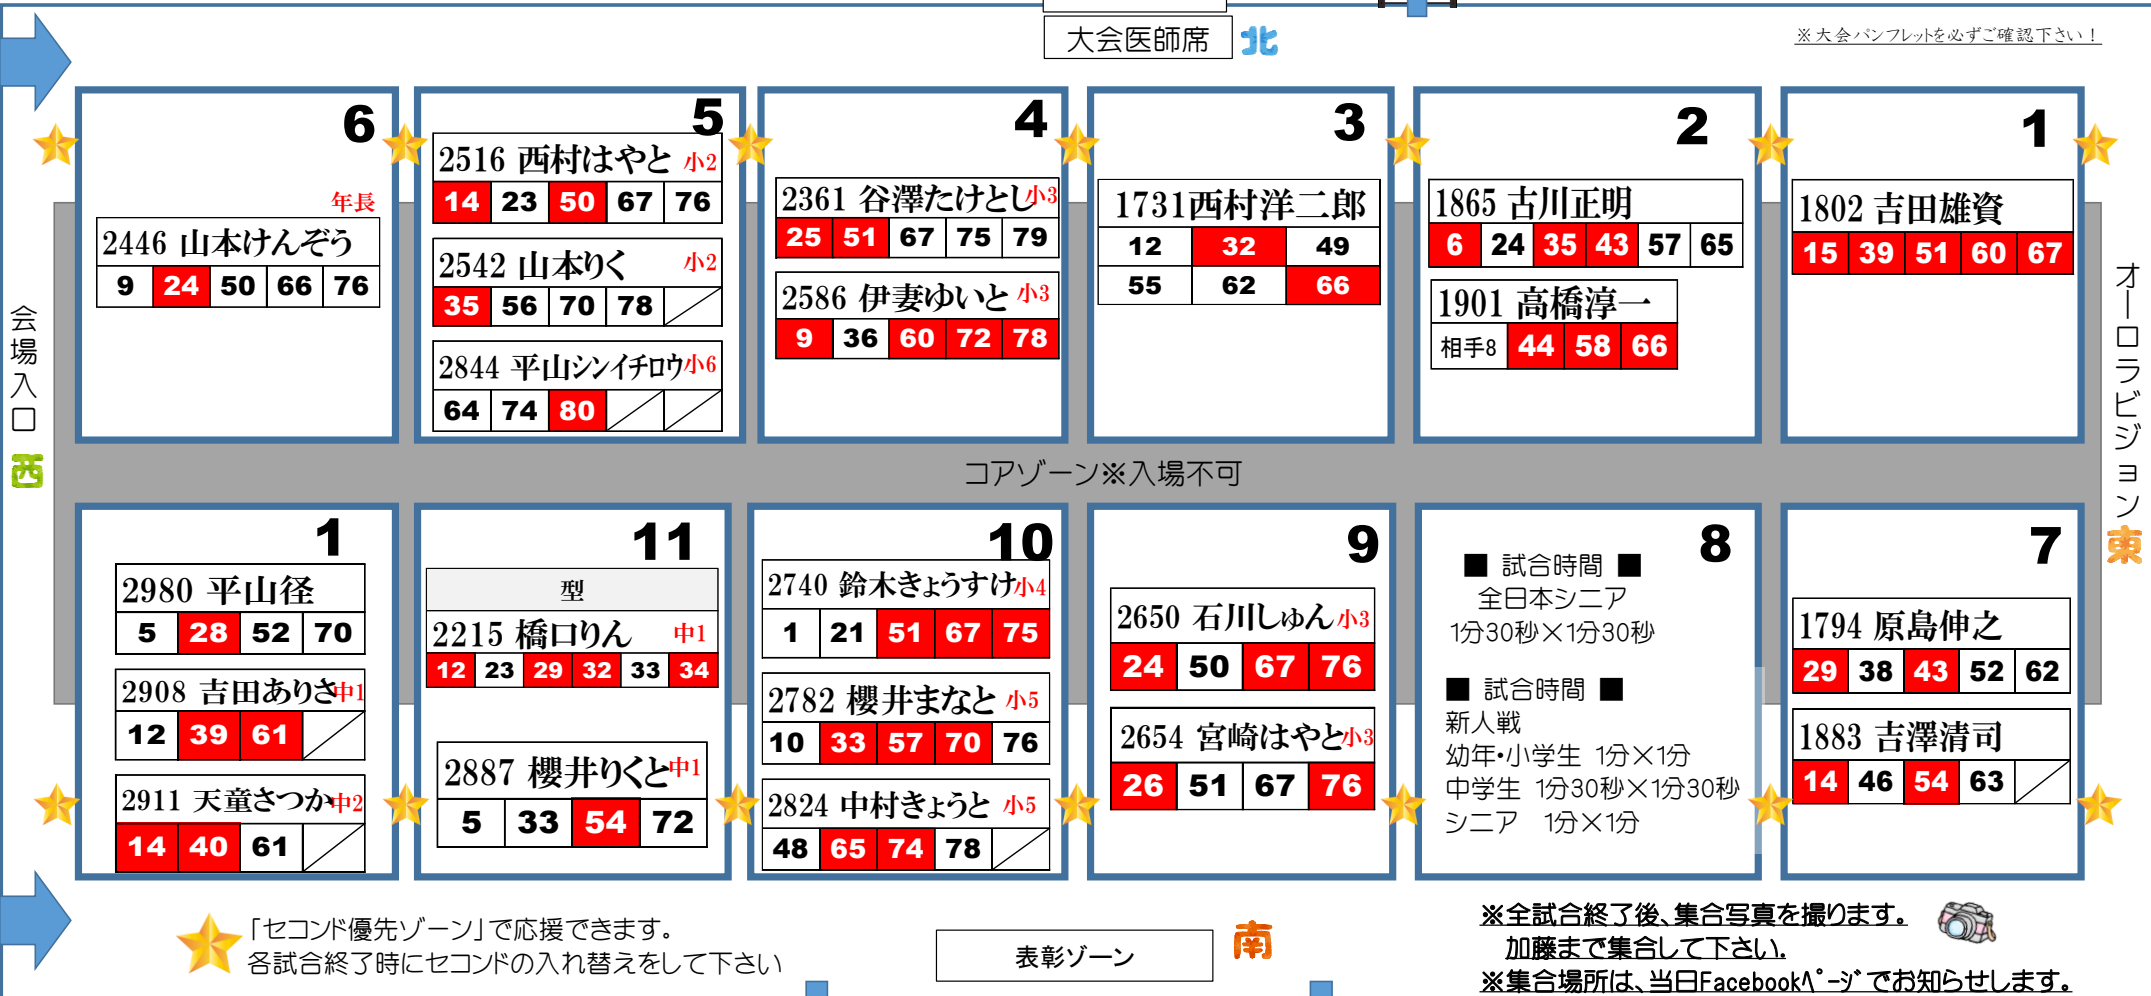 大会医師席 北
※大会パンフレットを必ずご確認下さい！
会場入口 西
オーロラビジョン 東
6
年長
2446 山本けんぞう
9 24 50 66 76
5
2516 西村はやと 小2
14 23 50 67 76
2542 山本りく 小2
35 56 70 78
2844 平山シンイチロウ小6
64 74 80
4
2361 谷澤たけとし小3
25 51 67 75 79
2586 伊妻ゆいと 小3
9 36 60 72 78
3
1731西村洋二郎
12 32 49
55 62 66
2
1865 古川正明
6 24 35 43 57 65
1901 高橋淳一
相手8 44 58 66
1
1802 吉田雄資
15 39 51 60 67
コアゾーン※入場不可
1
2980 平山径
5 28 52 70
2908 吉田ありさ中1
12 39 61
2911 天童さつか中2
14 40 61
11
型
2215 橋口りん 中1
12 23 29 32 33 34
2887 櫻井りくと中1
5 33 54 72
10
2740 鈴木きょうすけ小4
1 21 51 67 75
2782 櫻井まなと 小5
10 33 57 70 76
2824 中村きょうと 小5
48 65 74 78
9
2650 石川しゅん小3
24 50 67 76
2654 宮崎はやと小3
26 51 67 76
8
■ 試合時間 ■
全日本シニア
1分30秒×1分30秒
■ 試合時間 ■
新人戦
幼年・小学生 1分×1分
中学生 1分30秒×1分30秒
シニア 1分×1分
7
1794 原島伸之
29 38 43 52 62
1883 吉澤清司
14 46 54 63
「セコンド優先ゾーン」で応援できます。
各試合終了時にセコンドの入れ替えをして下さい
表彰ゾーン 南
※全試合終了後、集合写真を撮ります。
加藤まで集合して下さい.
※集合場所は、当日Facebookﾍﾟｰｼﾞでお知らせします。